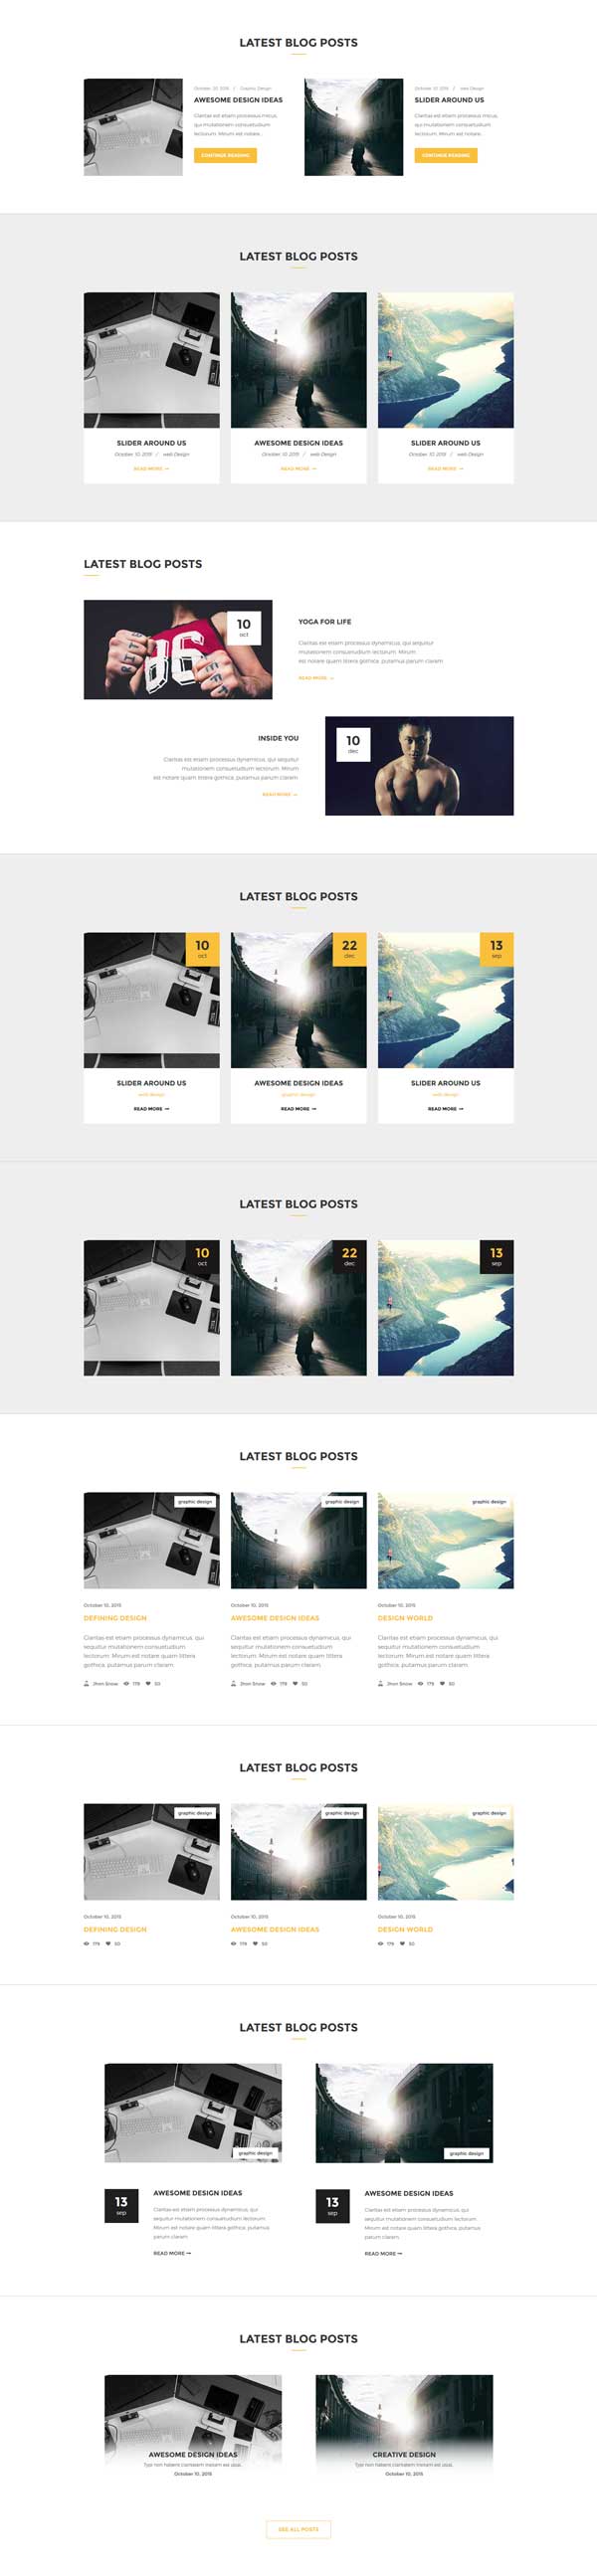 LATEST BLOG POSTS
October 10, 2015 / Graphic Design
AWESOME DESIGN IDEAS
Claritas est etiam processus mircus,
qui mutationem consuetudium
lectorum. Mirum est notare..
CONTINUE READING
October 10, 2015 / web Design
SLIDER AROUND US
Claritas est etiam processus mircus,
qui mutationem consuetudium
lectorum. Mirum est notare..
CONTINUE READING
LATEST BLOG POSTS
SLIDER AROUND US
October 10, 2015 / web Design
READ MORE
AWESOME DESIGN IDEAS
October 10, 2015 / web Design
READ MORE
SLIDER AROUND US
October 10, 2015 / web Design
READ MORE
LATEST BLOG POSTS
10
oct
YOGA FOR LIFE
Claritas est etiam processus dynamicus, qui sequitur
mutationem consuetudium lectorum. Mirum
est notare quam littera gothica, putamus parum claram
READ MORE
INSIDE YOU
Claritas est etiam processus dynamicus, qui sequitur
mutationem consuetudium lectorum. Mirum
est notare quam littera gothica, putamus parum claram
READ MORE
10
dec
LATEST BLOG POSTS
10
oct
SLIDER AROUND US
web design
READ MORE
22
dec
AWESOME DESIGN IDEAS
graphic design
READ MORE
13
sep
SLIDER AROUND US
web design
READ MORE
LATEST BLOG POSTS
10
oct
22
dec
13
sep
LATEST BLOG POSTS
graphic design
October 10, 2015
DEFINING DESIGN
Claritas est etiam processus dynamicus, qui
sequitur mutationem consuetudium
lectorum. Mirum est notare quam littera
gothica, putamus parum claram.
Jhon Snow 179 50
graphic design
October 10, 2015
AWESOME DESIGN IDEAS
Claritas est etiam processus dynamicus, qui
sequitur mutationem consuetudium
lectorum. Mirum est notare quam littera
gothica, putamus parum claram.
Jhon Snow 179 50
graphic design
October 10, 2015
DESIGN WORLD
Claritas est etiam processus dynamicus, qui
sequitur mutationem consuetudium
lectorum. Mirum est notare quam littera
gothica, putamus parum claram.
Jhon Snow 179 50
LATEST BLOG POSTS
graphic design
October 10, 2015
DEFINING DESIGN
179 50
graphic design
October 10, 2015
AWESOME DESIGN IDEAS
179 50
graphic design
October 10, 2015
DESIGN WORLD
179 50
LATEST BLOG POSTS
graphic design
13
sep
AWESOME DESIGN IDEAS
Claritas est etiam processus dynamicus, qui
sequitur mutationem consuetudium lectorum.
Mirum est notare quam littera gothica, putamus
parum claram
READ MORE
graphic design
13
sep
AWESOME DESIGN IDEAS
Claritas est etiam processus dynamicus, qui
sequitur mutationem consuetudium lectorum.
Mirum est notare quam littera gothica, putamus
parum claram
READ MORE
LATEST BLOG POSTS
AWESOME DESIGN IDEAS
Typi non habent claritatem insitam est usus.
October 10, 2015
CREATIVE DESIGN
Typi non habent claritatem insitam est usus.
October 10, 2015
SEE ALL POSTS